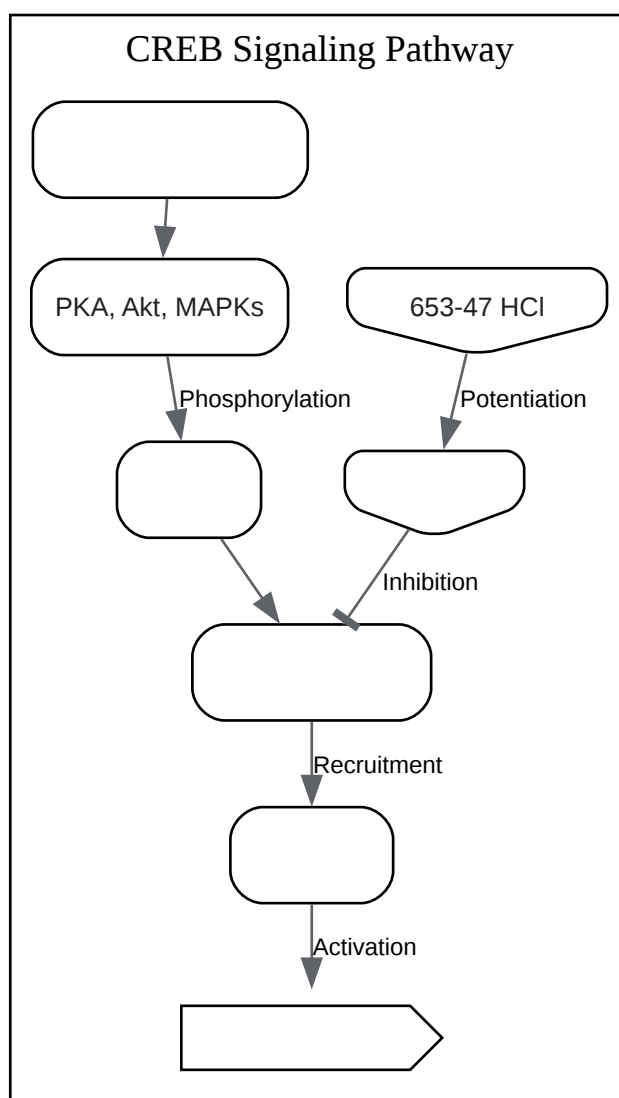 CREB Signaling Pathway
PKA, Akt, MAPKs
653-47 HCl
Phosphorylation
Potentiation
Inhibition
Recruitment
Activation